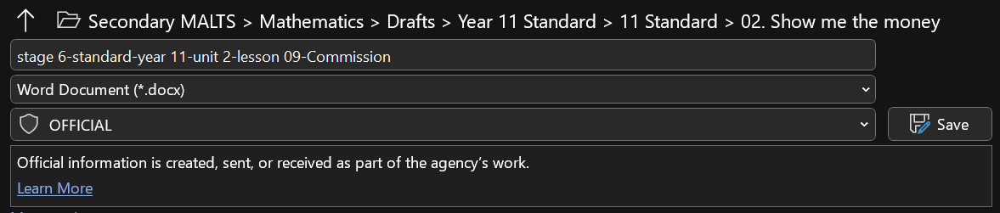 Secondary MALTS > Mathematics > Drafts > Year 11 Standard > 11 Standard > 02. Show me the money
stage 6-standard-year 11-unit 2-lesson 09-Commission
Word Document (*.docx)
OFFICIAL
Save
Official information is created, sent, or received as part of the agency's work.
Learn More